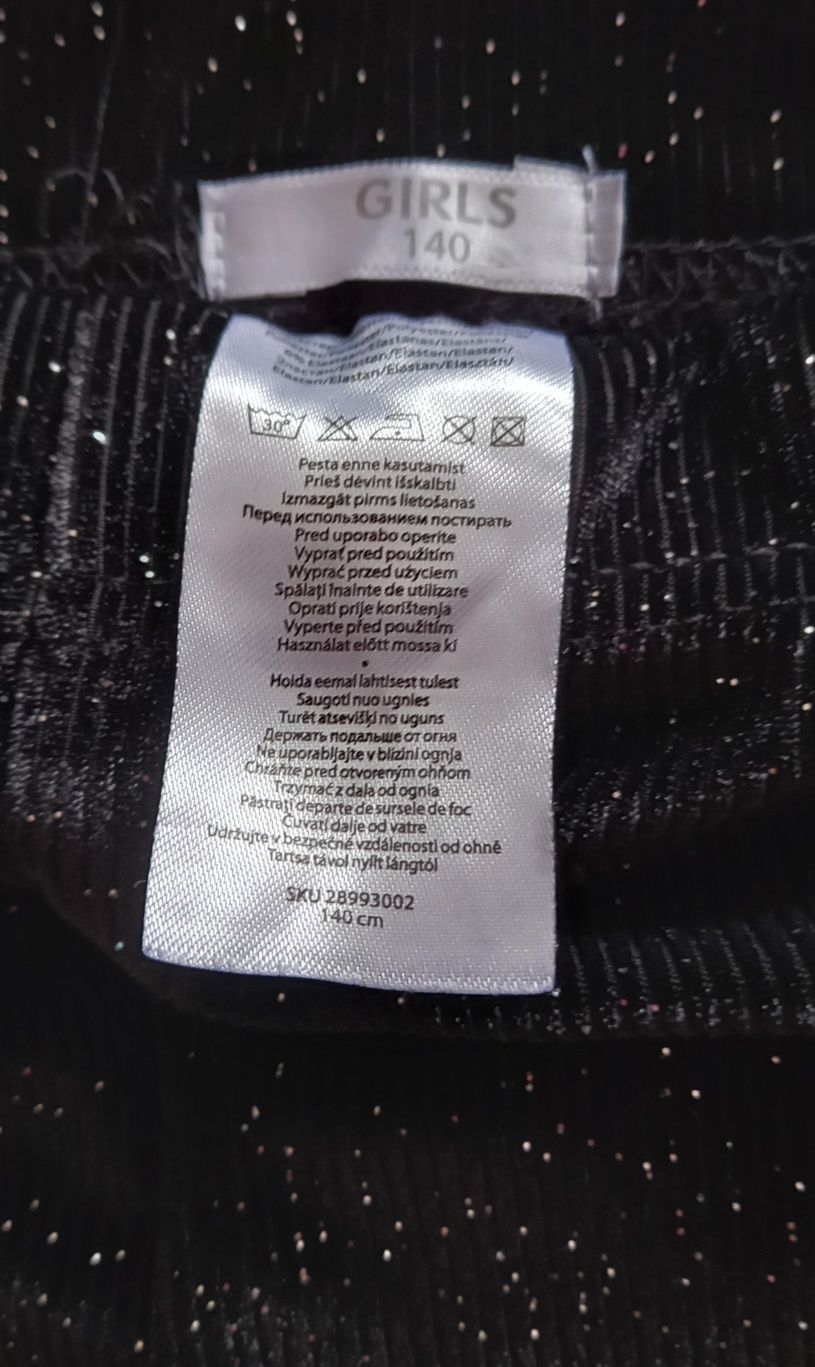 GIRLS
140
Elastan/Elastan/Elastan/Elasztán/
30°
Pesta enne kasutamist
Prieš dėvint išskalbti
Izmazgāt pirms lietošanas
Перед использованием постирать
Pred uporabo operite
Vyprať pred použitím
Wyprać przed użyciem
Spălați înainte de utilizare
Oprati prije korištenja
Vyperte před použitím
Használat előtt mossa ki
•
Hoida eemal lahtisest tulest
Saugoti nuo ugnies
Turēt atsevišķi no uguns
Держать подальше от огня
Ne uporabljajte v bližini ognja
Chráňte pred otvoreným ohňom
Trzymać z dala od ognia
Păstrați departe de sursele de foc
Čuvati dalje od vatre
Udržujte v bezpečné vzdálenosti od ohně
Tartsa távol nyílt lángtól
SKU 28993002
140 cm